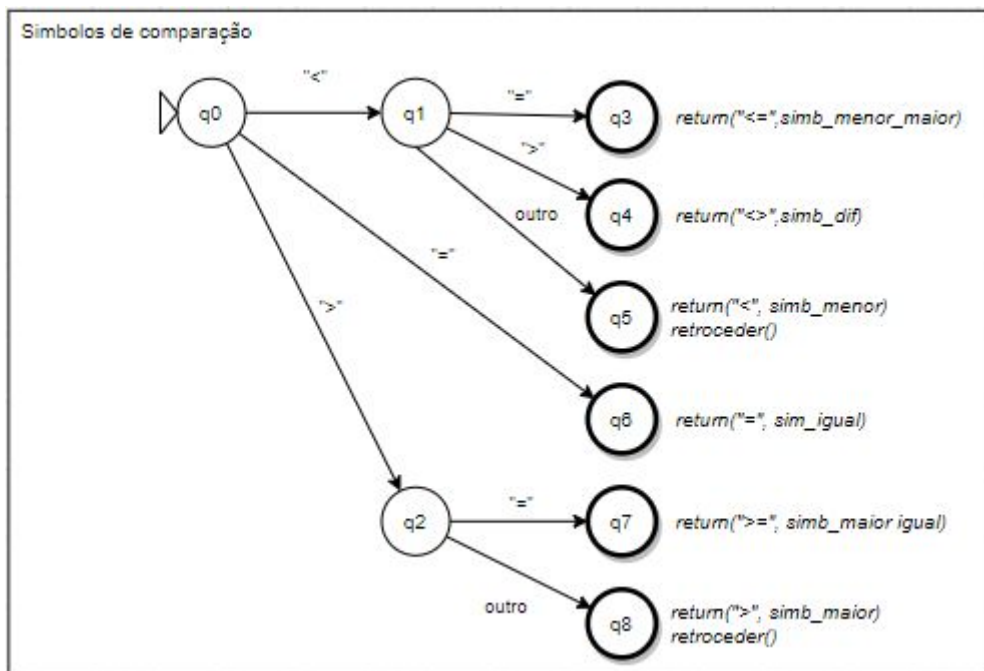 Simbolos de comparação
"<"
q0
q1
"="
q3
return("<=",simb_menor_maior)
">"
q4
return("<>",simb_dif)
outro
"="
q5
return("<", simb_menor)
retroceder()
">"
q6
return("=", sim_igual)
q2
"="
q7
return(">=", simb_maior igual)
outro
q8
return(">", simb_maior)
retroceder()